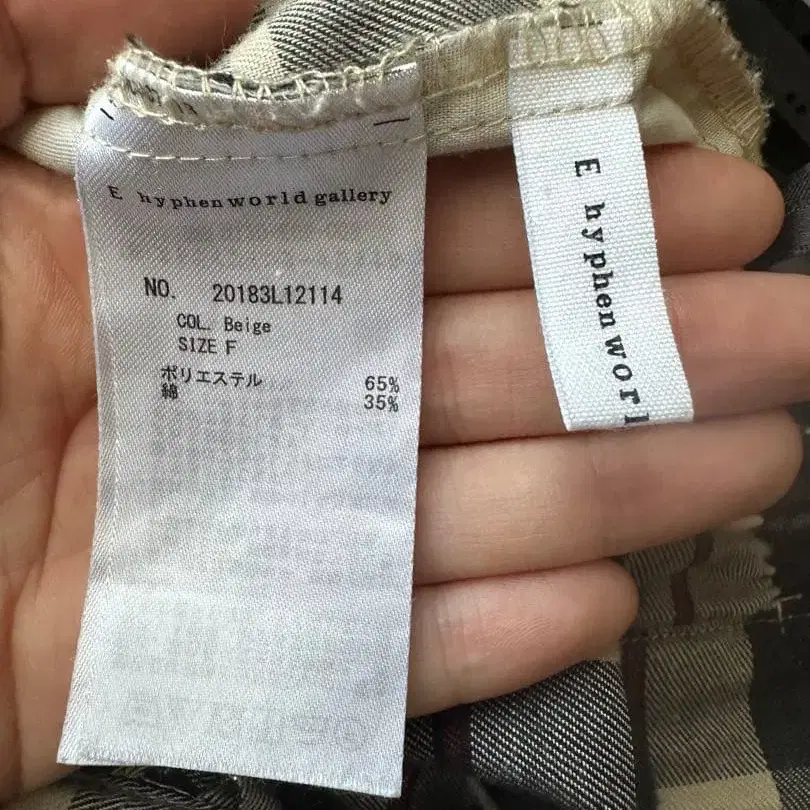 E hyphen world gallery
NO. 20183L12114
COL. Beige
SIZE F
ポリエステル 65%
綿 35%
E hyphen worl